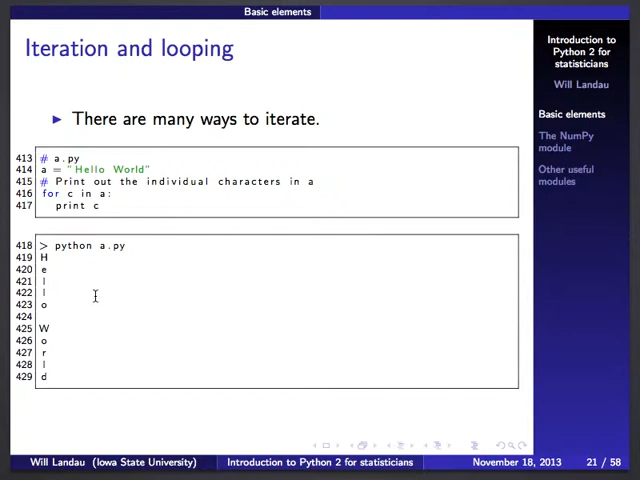 Basic elements
Iteration and looping
There are many ways to iterate.
413 # a.py
414 a = "Hello World"
415 # Print out the individual characters in a
416 for c in a:
417 print c
418 > python a.py
419 H
420 e
421 l
422 l
423 o
424
425 W
426 o
427 r
428 l
429 d
Introduction to
Python 2 for
statisticians
Will Landau
Basic elements
The NumPy
module
Other useful
modules
Will Landau (Iowa State University) Introduction to Python 2 for statisticians November 18, 2013 21 / 58